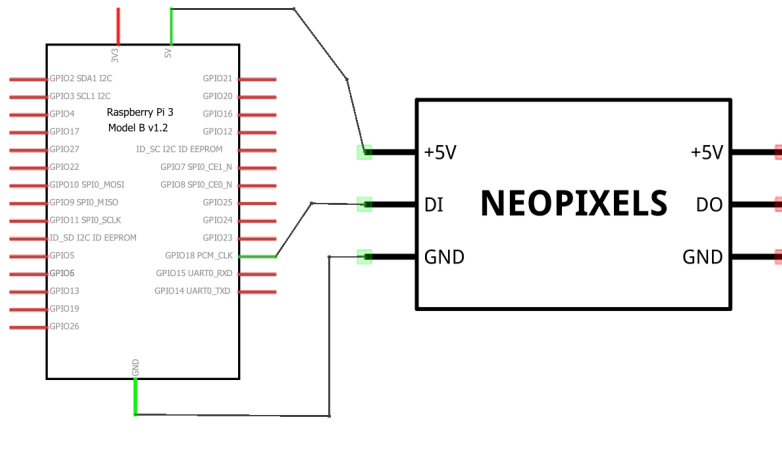 3V3
5V
GPIO2 SDA1 I2C
GPIO3 SCL1 I2C
GPIO4
GPIO17
GPIO27
GPIO22
GPIO10 SPI0_MOSI
GPIO9 SPI0_MISO
GPIO11 SPI0_SCLK
ID_SD I2C ID EEPROM
GPIO5
GPIO6
GPIO13
GPIO19
GPIO26
Raspberry Pi 3
Model B v1.2
GPIO21
GPIO20
GPIO16
GPIO12
ID_SC I2C ID EEPROM
GPIO7 SPI0_CE1_N
GPIO8 SPI0_CE0_N
GPIO25
GPIO24
GPIO23
GPIO18 PCM_CLK
GPIO15 UART0_RXD
GPIO14 UART0_TXD
GND
+5V
DI
GND
NEOPIXELS
+5V
DO
GND